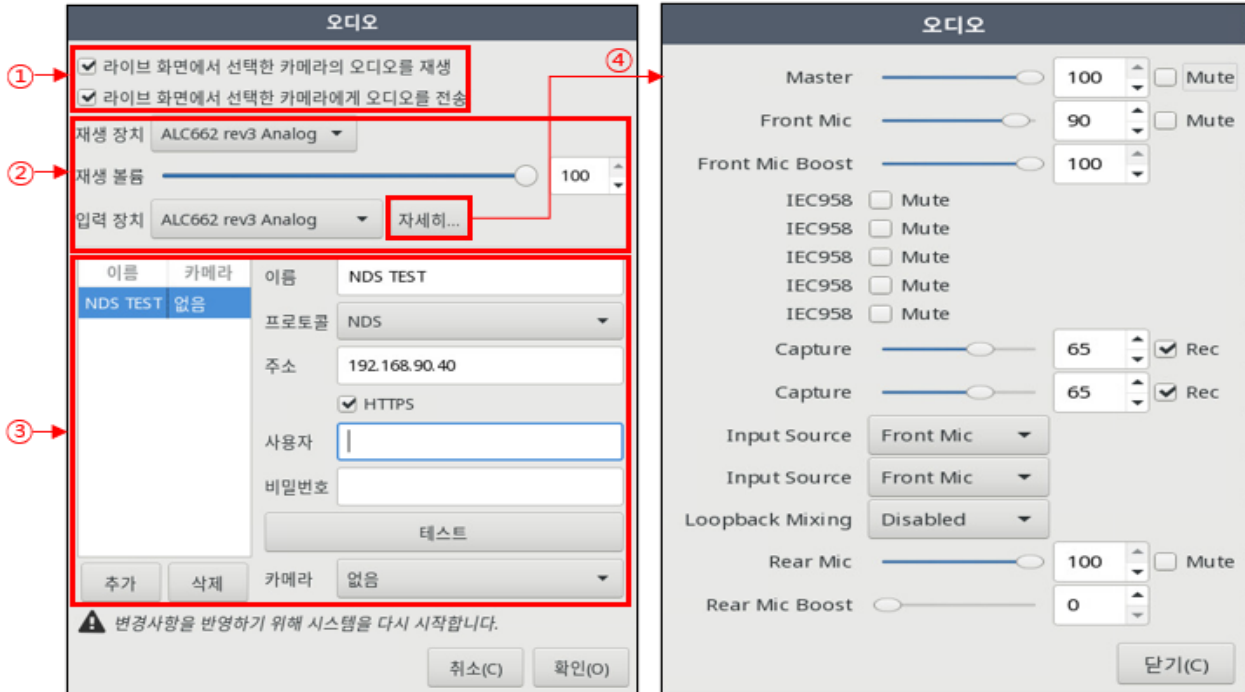 오디오
① 라이브 화면에서 선택한 카메라의 오디오를 재생
라이브 화면에서 선택한 카메라에게 오디오를 전송
재생 장치 ALC662 rev3 Analog
② 재생 볼륨 100
입력 장치 ALC662 rev3 Analog 자세히...
이름 카메라
NDS TEST 없음
이름 NDS TEST
프로토콜 NDS
주소 192.168.90.40
HTTPS
③ 사용자
비밀번호
테스트
추가 삭제 카메라 없음
변경사항을 반영하기 위해 시스템을 다시 시작합니다.
취소(C) 확인(O)
④
오디오
Master 100 Mute
Front Mic 90 Mute
Front Mic Boost 100
IEC958 Mute
IEC958 Mute
IEC958 Mute
IEC958 Mute
IEC958 Mute
Capture 65 Rec
Capture 65 Rec
Input Source Front Mic
Input Source Front Mic
Loopback Mixing Disabled
Rear Mic 100 Mute
Rear Mic Boost 0
닫기(C)